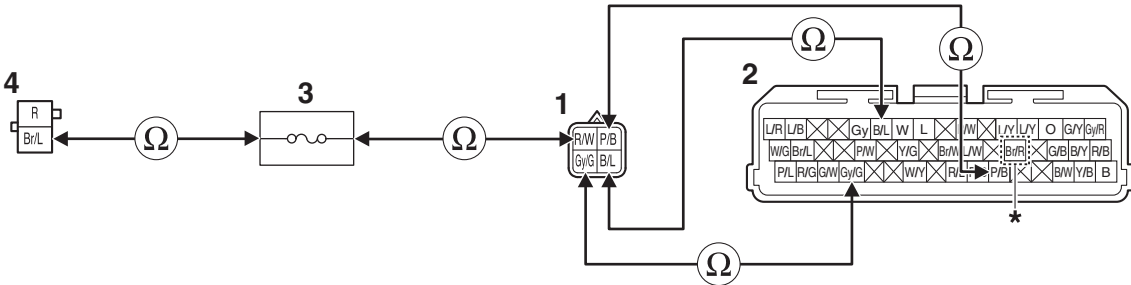 4
R
Br/L
Ω
3
Ω
1
R/W P/B
Gy/G B/L
Ω
Ω
Ω
2
L/R L/B Gy B/L W L L/Y O G/Y Gy/R
W/G Br/L P/W Y/G Br/W L/W Br/R G/B B/Y R/B
P/L R/G G/W Gy/G W/Y P/B B/W Y/B B
*